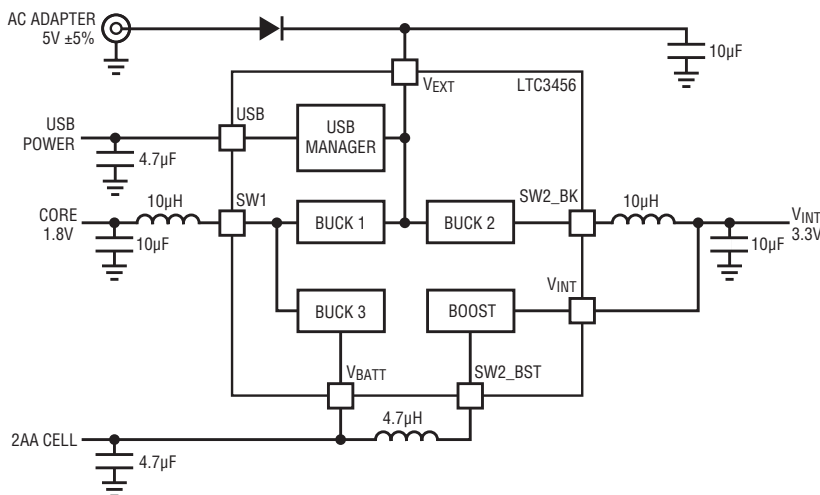 AC ADAPTER
5V ±5%
10µF
VEXT
LTC3456
USB
USB
POWER
USB
MANAGER
4.7µF
10µH
SW1
SW2_BK
10µH
CORE
1.8V
BUCK 1
BUCK 2
VINT
3.3V
10µF
10µF
VINT
BUCK 3
BOOST
VBATT
SW2_BST
4.7µH
2AA CELL
4.7µF